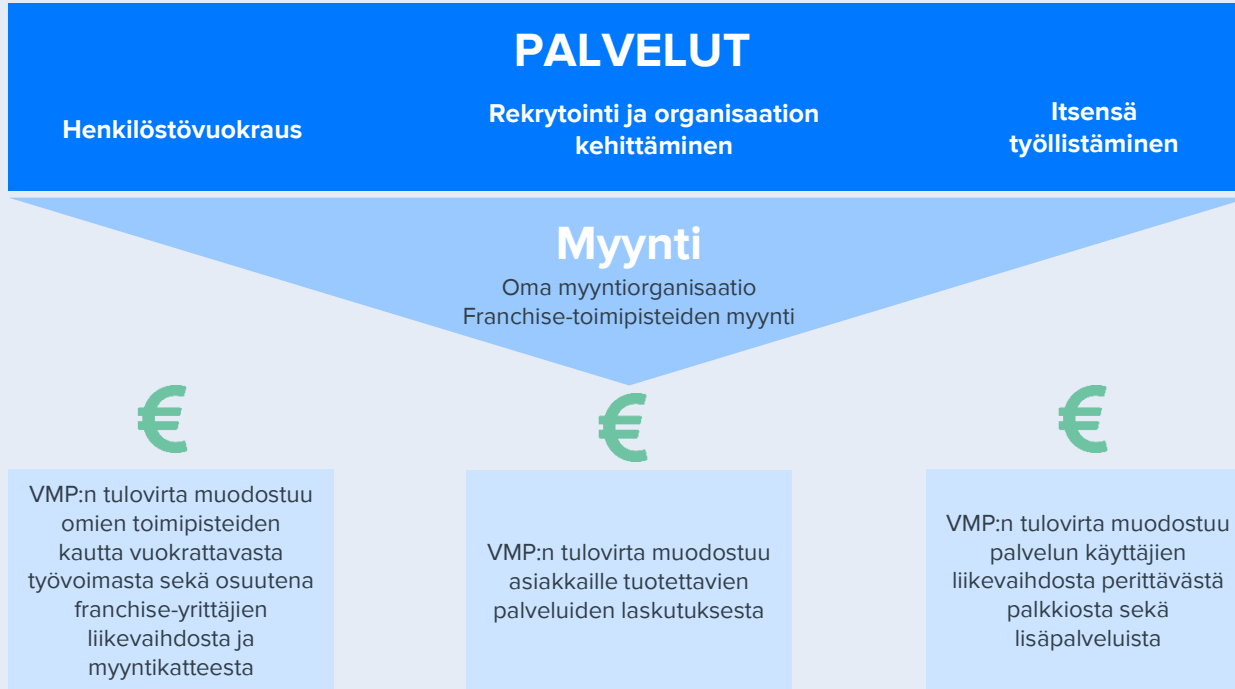 PALVELUT
Henkilöstövuokraus
Rekrytointi ja organisaation
kehittäminen
Itsensä
työllistäminen
Myynti
Oma myyntiorganisaatio
Franchise-toimipisteiden myynti
€
€
€
VMP:n tulovirta muodostuu
omien toimipisteiden
kautta vuokrattavasta
työvoimasta sekä osuutena
franchise-yrittäjien
liikevaihdosta ja
myyntikatteesta
VMP:n tulovirta muodostuu
asiakkaille tuotettavien
palveluiden laskutuksesta
VMP:n tulovirta muodostuu
palvelun käyttäjien
liikevaihdosta perittävästä
palkkiosta sekä
lisäpalveluista